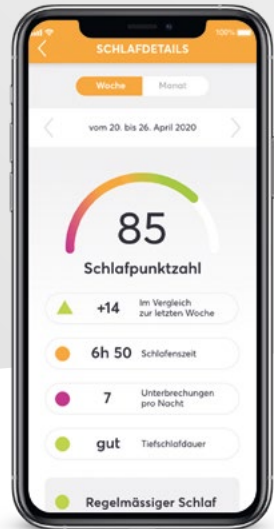 100%
SCHLAFDETAILS
Woche Monat
vom 20. bis 26. April 2020
85
Schlafpunktzahl
+14 Im Vergleich
zur letzten Woche
6h 50 Schlafenszeit
7 Unterbrechungen
pro Nacht
gut Tiefschlafdauer
Regelmässiger Schlaf